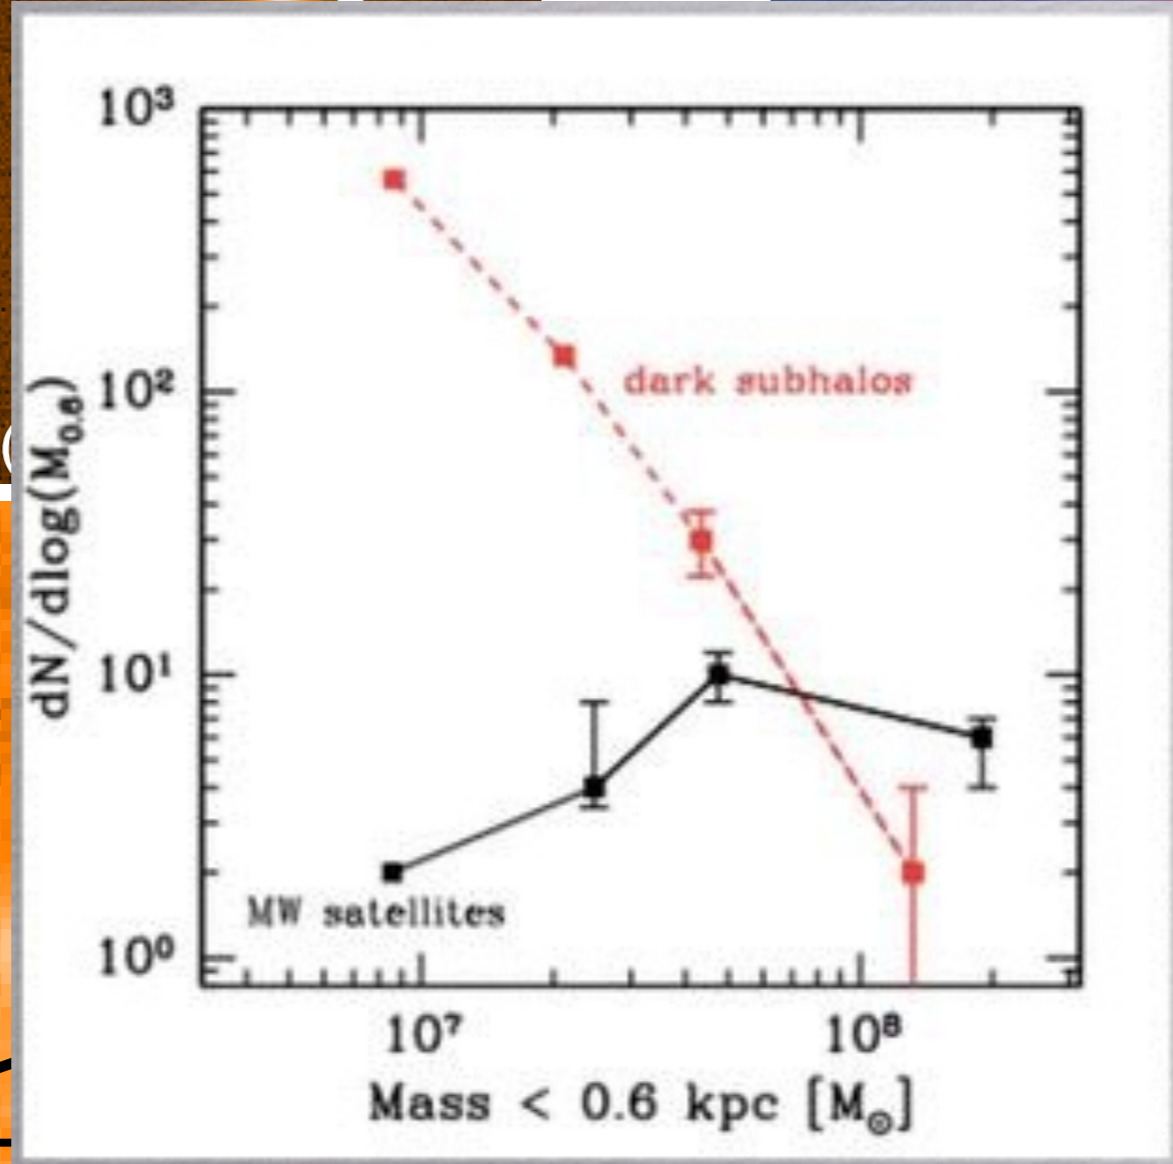 10³
dark subhalos
10²
dN/dlog(M₀.₆)
10¹
MW satellites
10⁰
10⁷ 10⁸
Mass < 0.6 kpc [M☉]